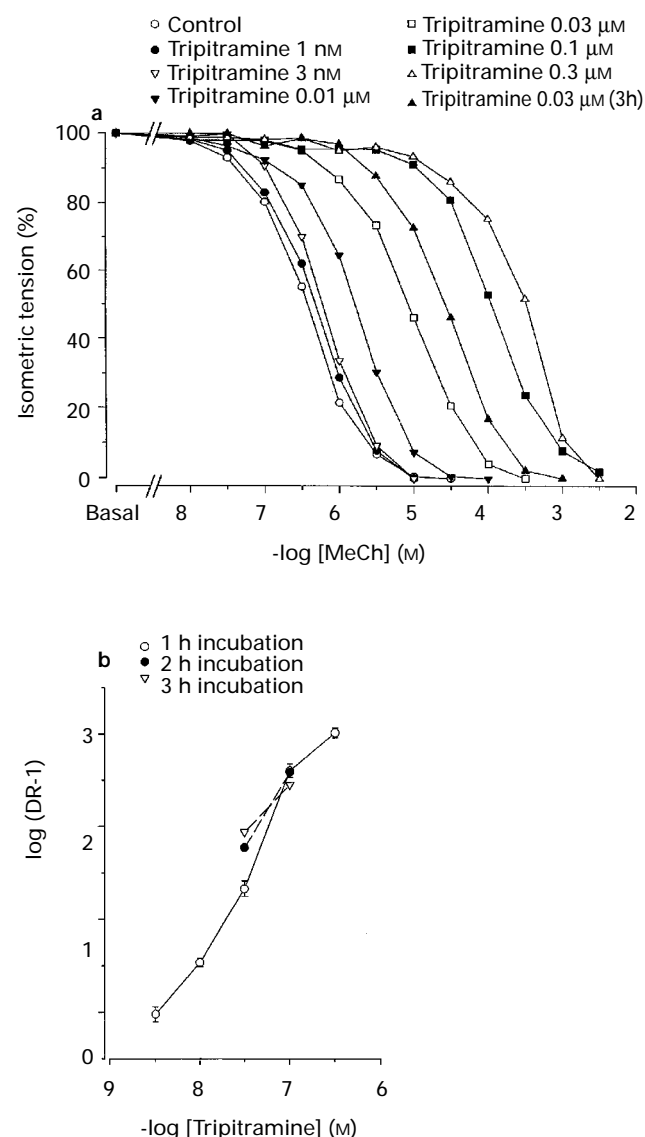 Control
Tripitramine 1 nM
Tripitramine 3 nM
Tripitramine 0.01 µM
Tripitramine 0.03 µM
Tripitramine 0.1 µM
Tripitramine 0.3 µM
Tripitramine 0.03 µM (3h)
a
100
80
60
40
20
0
Isometric tension (%)
Basal 8 7 6 5 4 3 2
-log [MeCh] (M)
b
1 h incubation
2 h incubation
3 h incubation
3
2
1
0
log (DR-1)
9 8 7 6
-log [Tripitramine] (M)